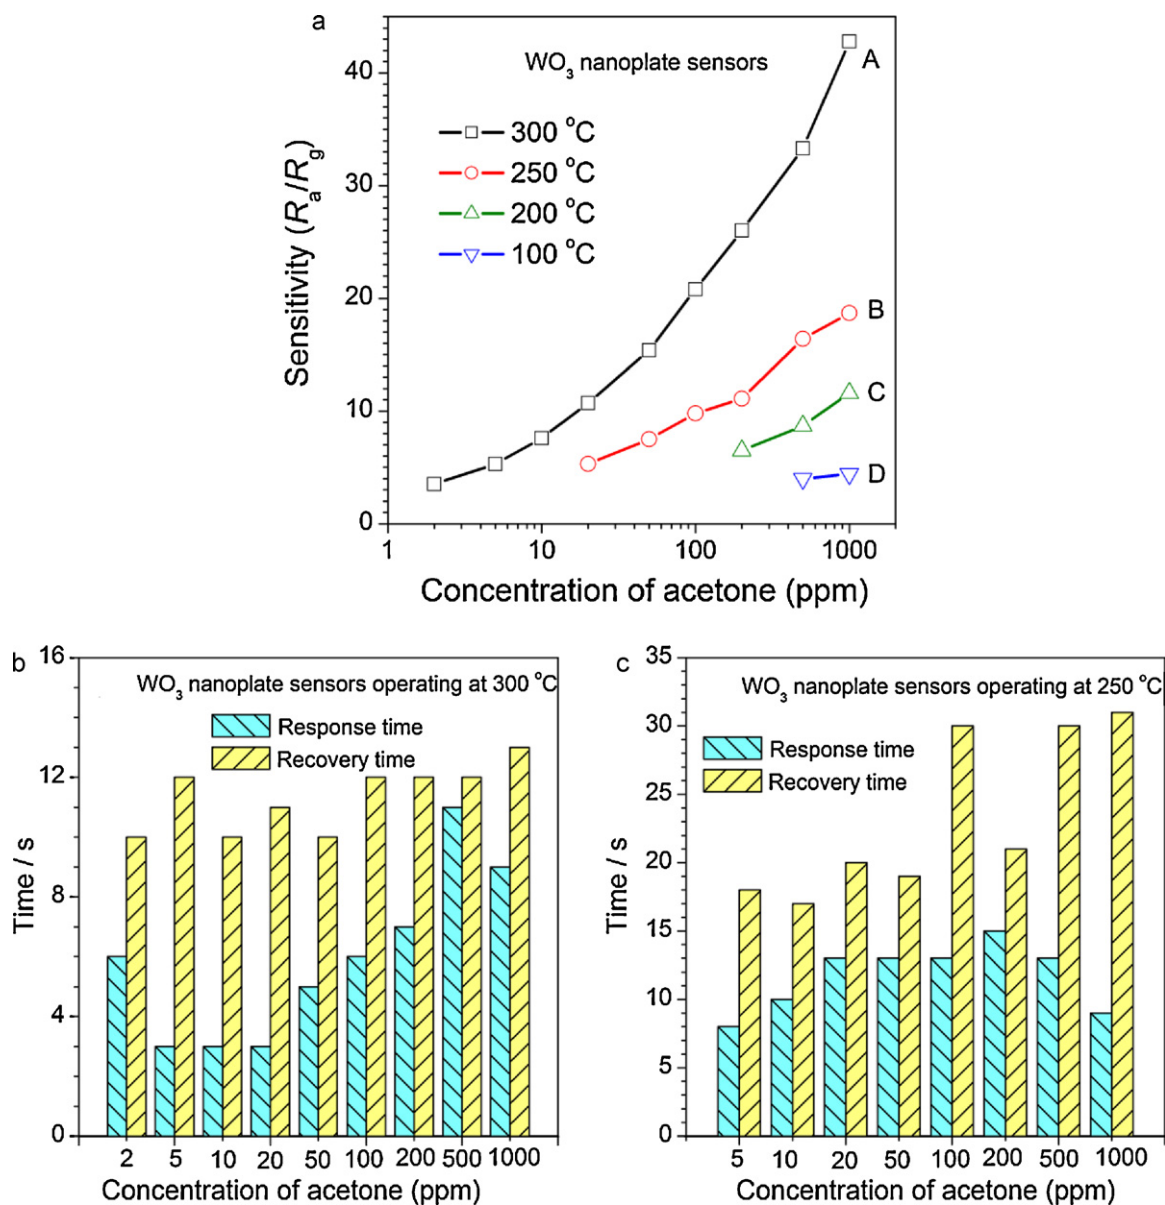 a
WO3 nanoplate sensors
A
300 °C
250 °C
200 °C
100 °C
B
C
D
Sensitivity (Ra/Rg)
40
30
20
10
0
1 10 100 1000
Concentration of acetone (ppm)
b
WO3 nanoplate sensors operating at 300 °C
Response time
Recovery time
Time / s
16
12
8
4
0
2 5 10 20 50 100 200 500 1000
Concentration of acetone (ppm)
c
WO3 nanoplate sensors operating at 250 °C
Response time
Recovery time
Time / s
35
30
25
20
15
10
5
0
5 10 20 50 100 200 500 1000
Concentration of acetone (ppm)